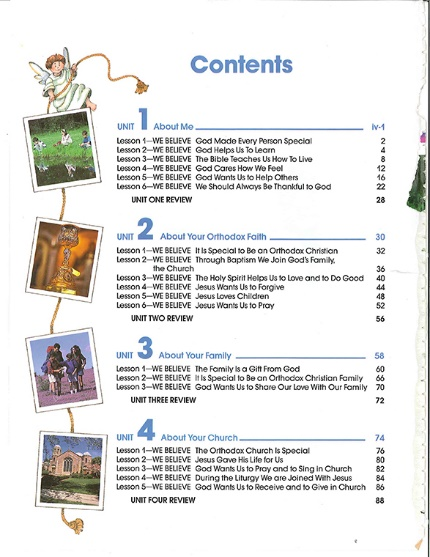 Contents
UNIT 1 About Me iv-1
Lesson 1—WE BELIEVE God Made Every Person Special 2
Lesson 2—WE BELIEVE God Helps Us To Learn 4
Lesson 3—WE BELIEVE The Bible Teaches Us How To Live 8
Lesson 4—WE BELIEVE God Cares How We Feel 12
Lesson 5—WE BELIEVE God Wants Us to Help Others 16
Lesson 6—WE BELIEVE We Should Always Be Thankful to God 22
UNIT ONE REVIEW 28
UNIT 2 About Your Orthodox Faith 30
Lesson 1—WE BELIEVE It Is Special to Be an Orthodox Christian 32
Lesson 2—WE BELIEVE Through Baptism We Join God's Family,
the Church 36
Lesson 3—WE BELIEVE The Holy Spirit Helps Us to Love and to Do Good 40
Lesson 4—WE BELIEVE Jesus Wants Us to Forgive 44
Lesson 5—WE BELIEVE Jesus Loves Children 48
Lesson 6—WE BELIEVE Jesus Wants Us to Pray 52
UNIT TWO REVIEW 56
UNIT 3 About Your Family 58
Lesson 1—WE BELIEVE The Family Is a Gift From God 60
Lesson 2—WE BELIEVE It Is Special to Be an Orthodox Christian Family 66
Lesson 3—WE BELIEVE God Wants Us to Share Our Love With Our Family 70
UNIT THREE REVIEW 72
UNIT 4 About Your Church 74
Lesson 1—WE BELIEVE The Orthodox Church Is Special 76
Lesson 2—WE BELIEVE Jesus Gave His Life for Us 80
Lesson 3—WE BELIEVE God Wants Us to Pray and to Sing in Church 82
Lesson 4—WE BELIEVE During the Liturgy We are Joined With Jesus 84
Lesson 5—WE BELIEVE God Wants Us to Receive and to Give in Church 86
UNIT FOUR REVIEW 88